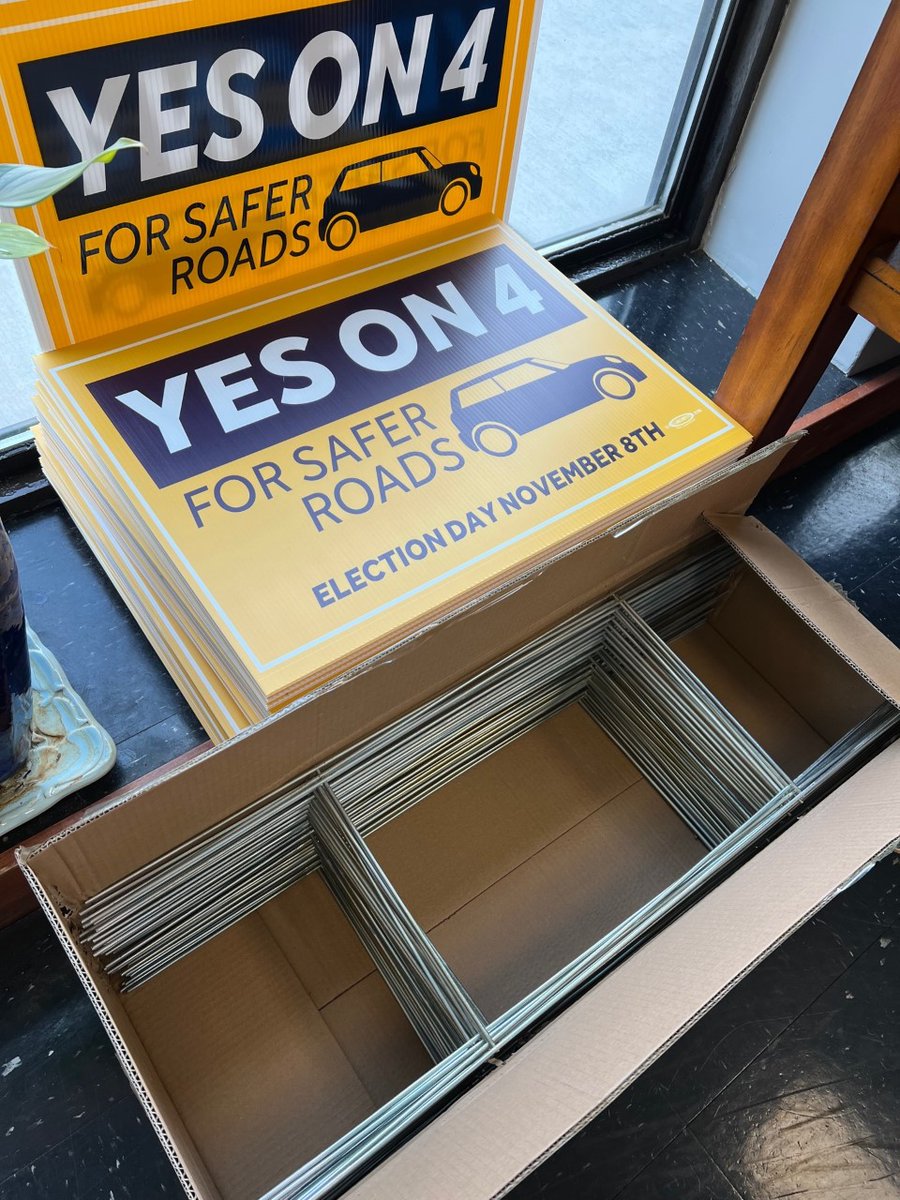 YES ON 4
FOR SAFER
ROADS
YES ON 4
FOR SAFER
ROADS
ELECTION DAY NOVEMBER 8TH